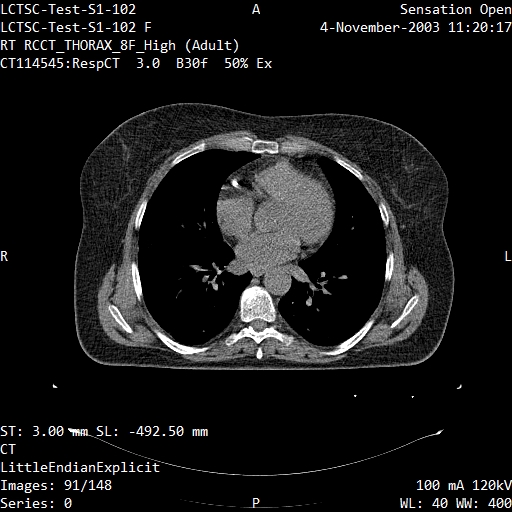 LCTSC-Test-S1-102
A
Sensation Open
LCTSC-Test-S1-102 F
4-November-2003 11:20:17
RT RCCT_THORAX_8F_High (Adult)
CT114545:RespCT 3.0 B30f 50% Ex
R
L
ST: 3.00 mm SL: -492.50 mm
CT
LittleEndianExplicit
Images: 91/148
100 mA 120kV
Series: 0
P
WL: 40 WW: 400